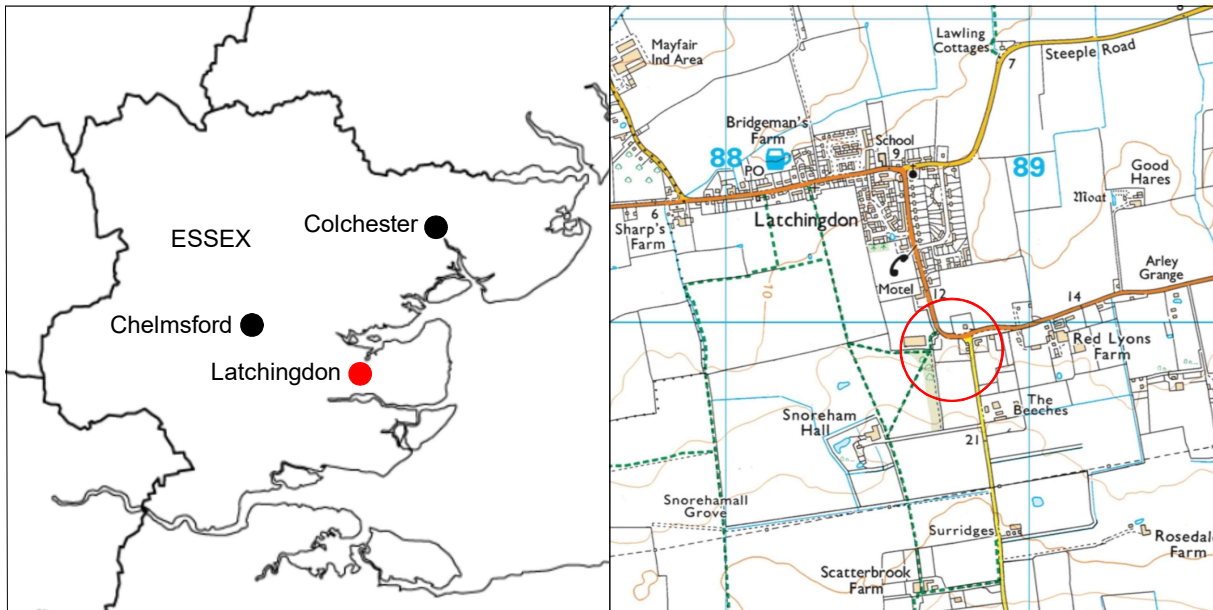 Colchester
ESSEX
Chelmsford
Latchingdon
Lawling
Cottages
Steeple Road
7
Mayfair
Ind Area
Bridgeman's
Farm
School
9
88
PO
89
Good
Hares
Moat
6
Sharp's
Farm
Latchingdon
Arley
Grange
Motel
12
14
10
Red Lyons
Farm
The
Beeches
Snoreham
Hall
21
Snorehamall
Grove
Surridges
Rosedale
Farm
Scatterbrook
Farm